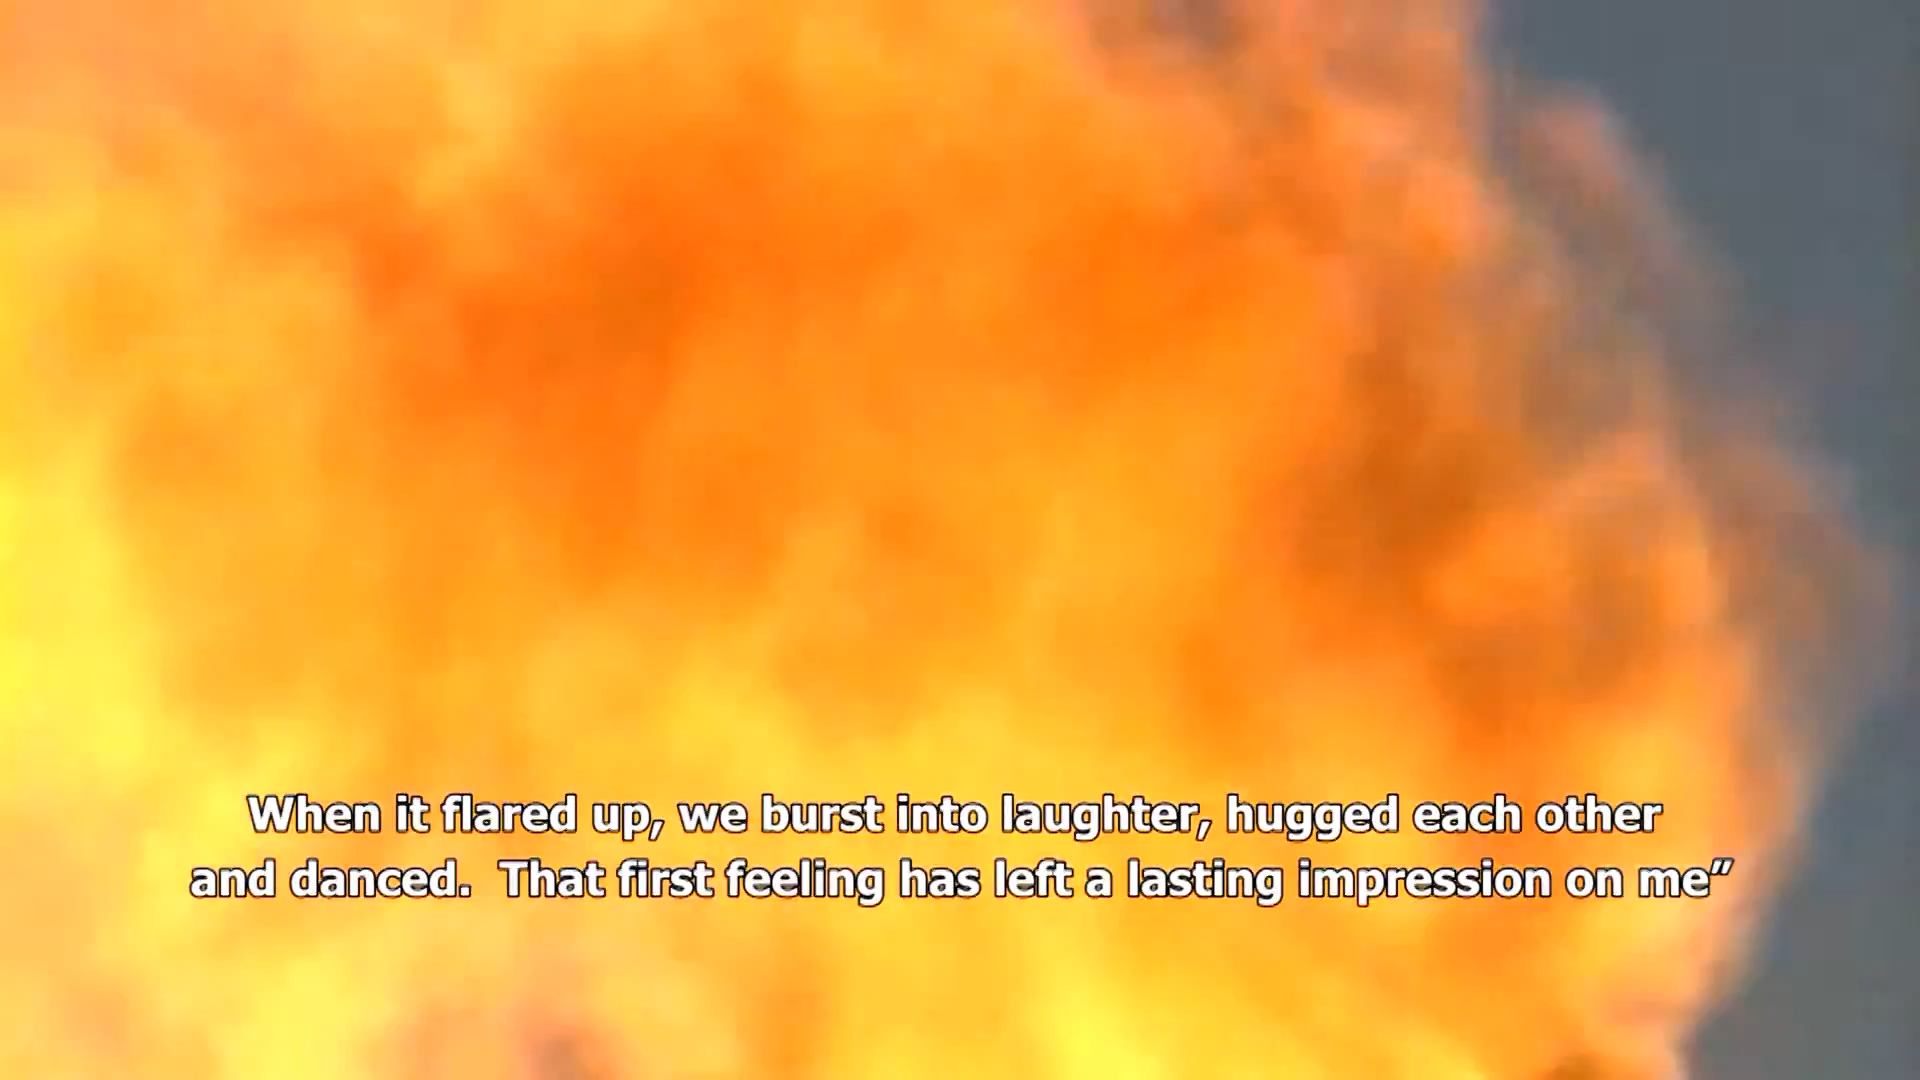 When it flared up, we burst into laughter, hugged each other
and danced.  That first feeling has left a lasting impression on me”